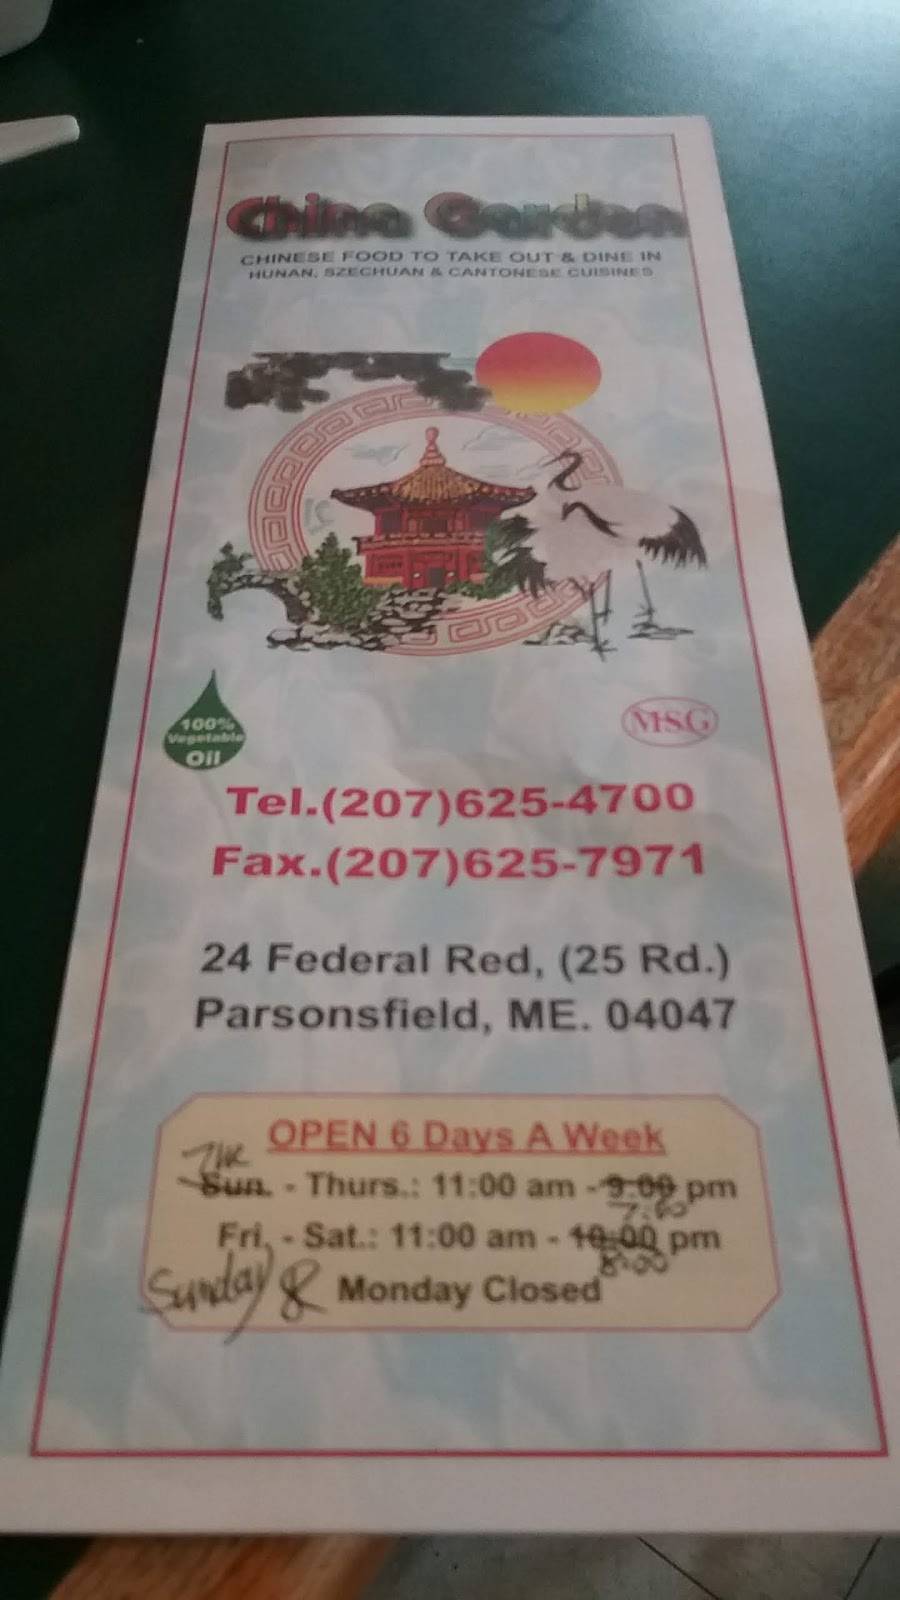 China Garden
CHINESE FOOD TO TAKE OUT & DINE IN
HUNAN, SZECHUAN & CANTONESE CUISINES
100%
Vegetable
Oil
MSG
Tel.(207)625-4700
Fax.(207)625-7971
24 Federal Red, (25 Rd.)
Parsonsfield, ME. 04047
OPEN 6 Days A Week
Sun. - Thurs.: 11:00 am - 9:00 pm
7:00
Fri. - Sat.: 11:00 am - 10:00 pm
8:00
Sunday & Monday Closed